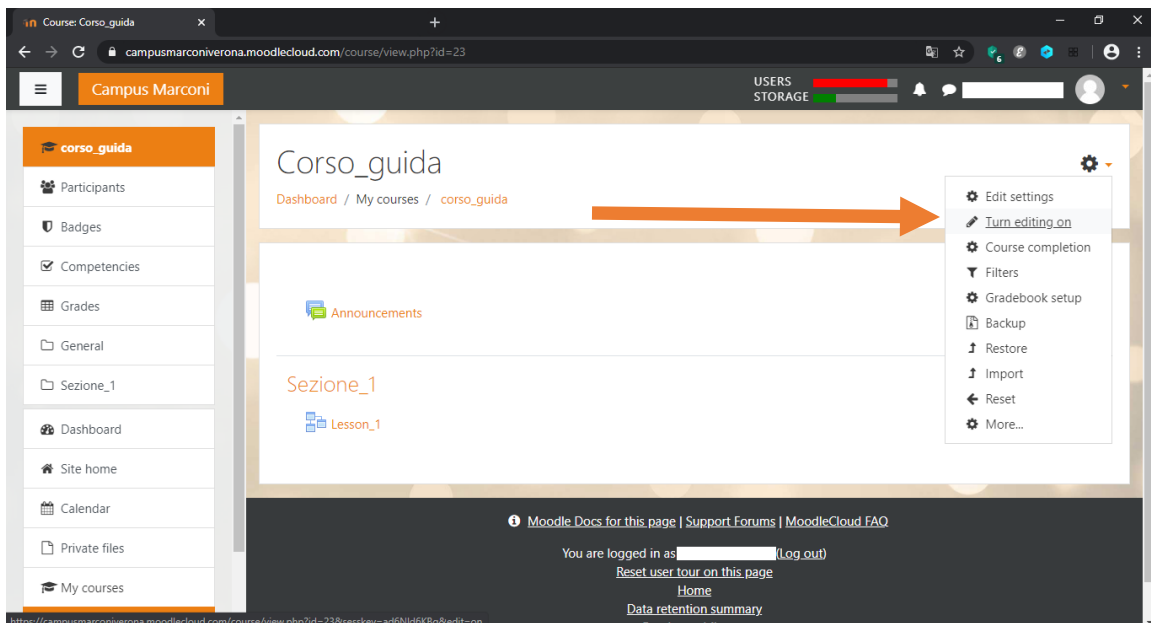 Course: Corso_guida
campusmarconiverona.moodlecloud.com/course/view.php?id=23
6
Campus Marconi
USERS
STORAGE
corso_guida
Participants
Badges
Competencies
Grades
General
Sezione_1
Dashboard
Site home
Calendar
Private files
My courses
Corso_guida
Dashboard / My courses / corso_guida
Edit settings
Turn editing on
Course completion
Filters
Gradebook setup
Backup
Restore
Import
Reset
More...
Announcements
Sezione_1
Lesson_1
Moodle Docs for this page | Support Forums | MoodleCloud FAQ
You are logged in as (Log out)
Reset user tour on this page
Home
Data retention summary